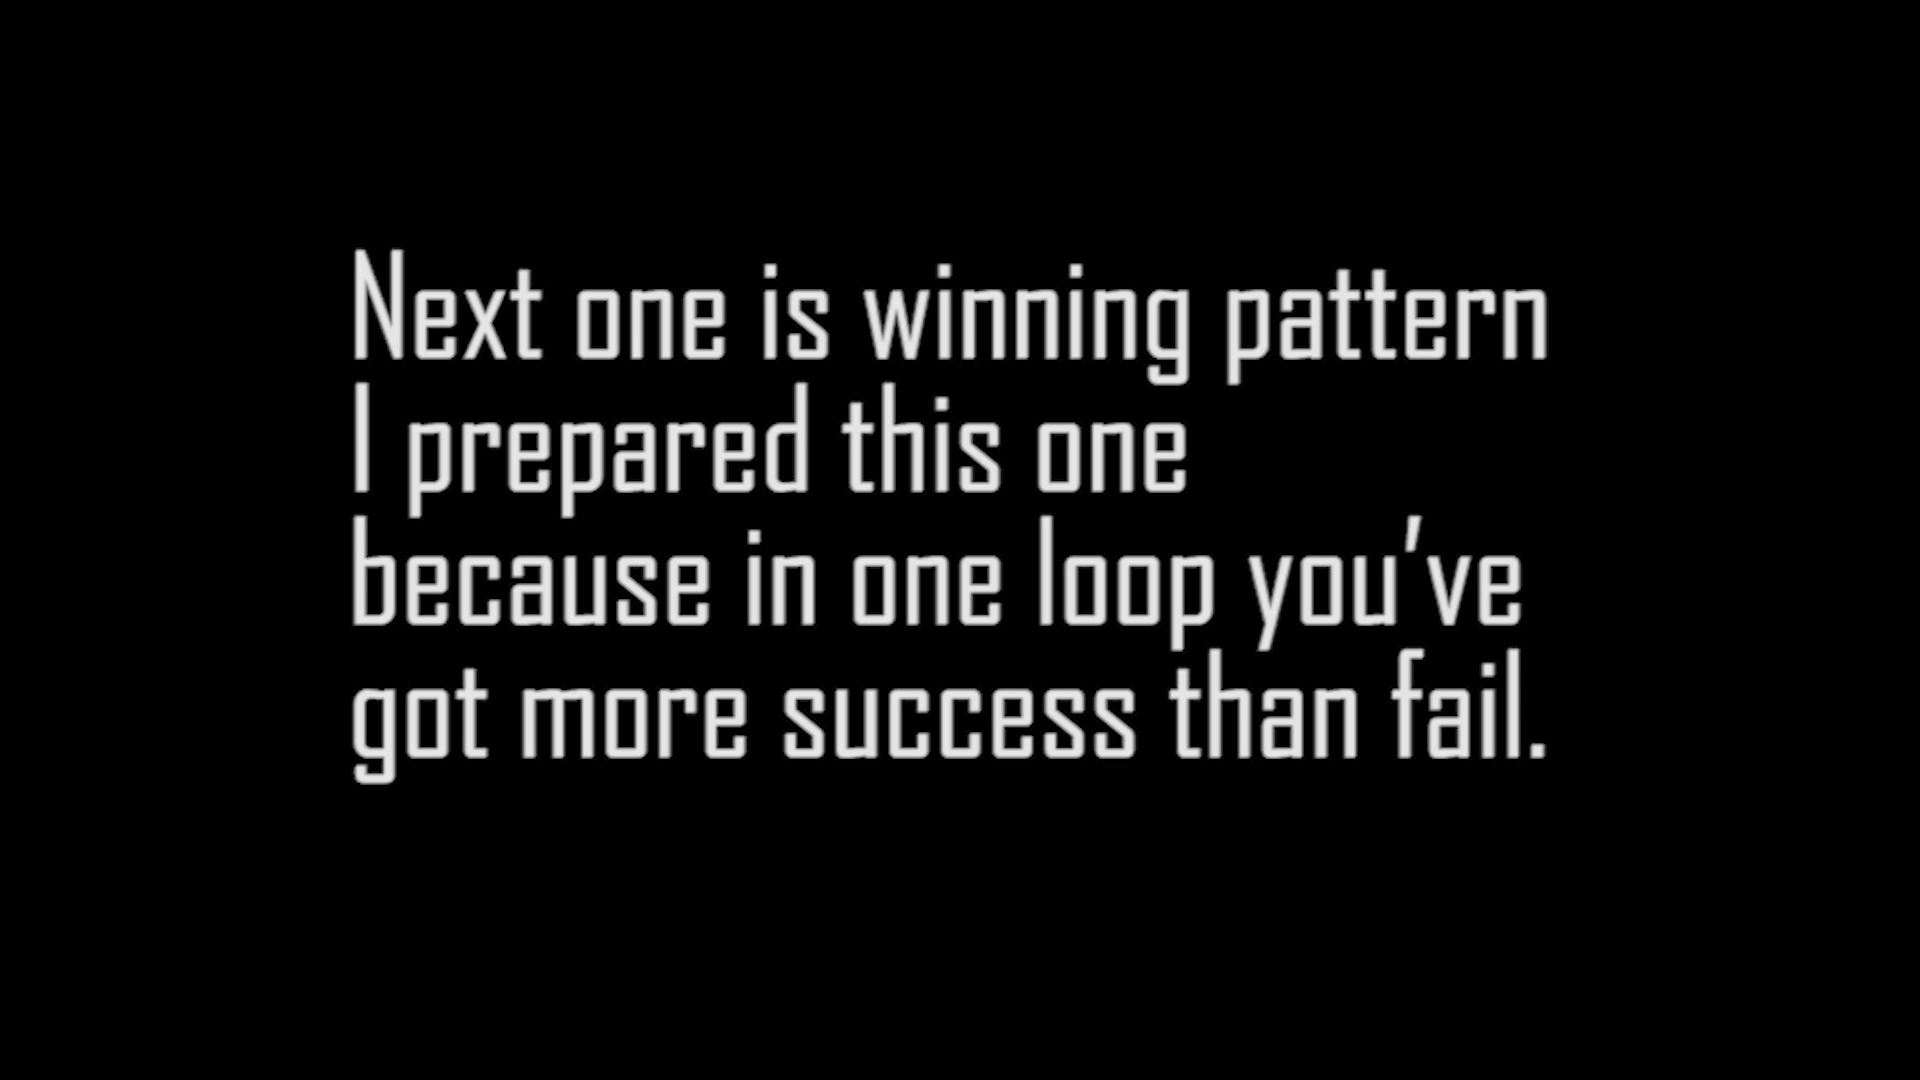 Next one is winning pattern
I prepared this one
because in one loop you've
got more success than fail.